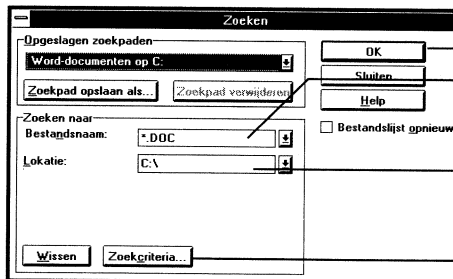 Zoeken
Opgeslagen zoekpaden
Word-documenten op C:
Zoekpad opslaan als...
Zoekpad verwijderen
OK
Sluiten
Help
Bestandslijst opnieuw
Zoeken naar
Bestandsnaam:
*.DOC
Lokatie:
C:\
Wissen
Zoekcriteria...